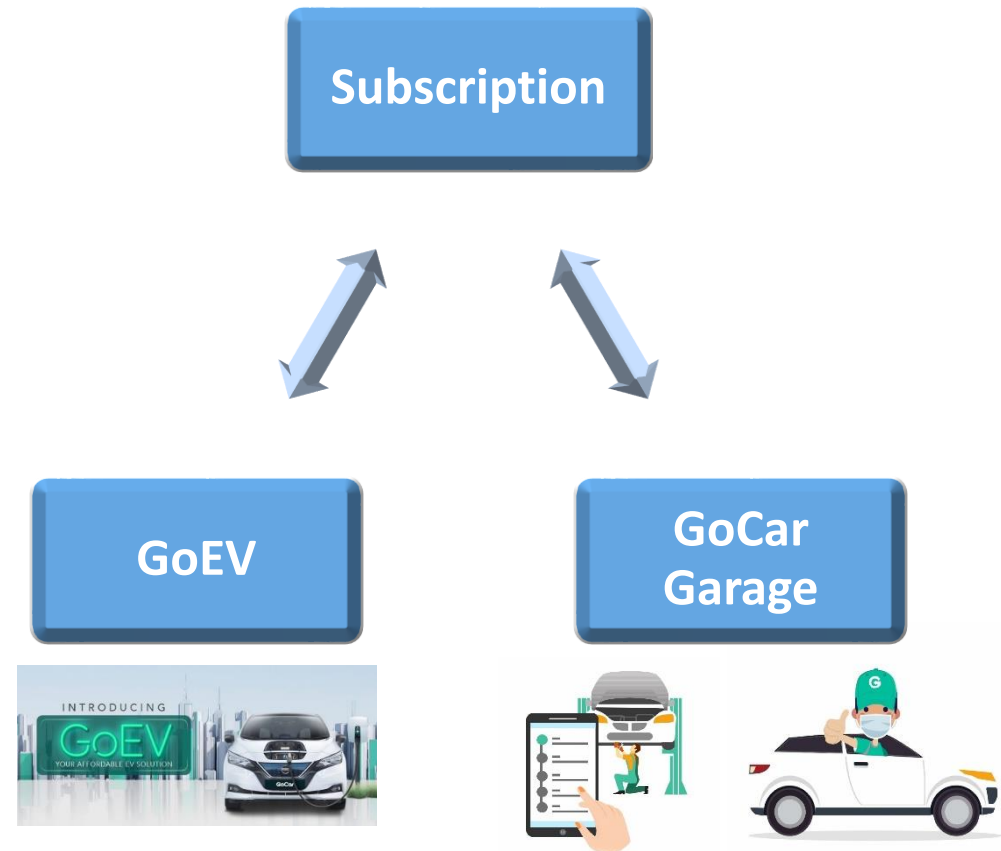 Subscription
GoEV
GoCar
Garage
INTRODUCING
GoEV
YOUR AFFORDABLE EV SOLUTION
GoCar
G